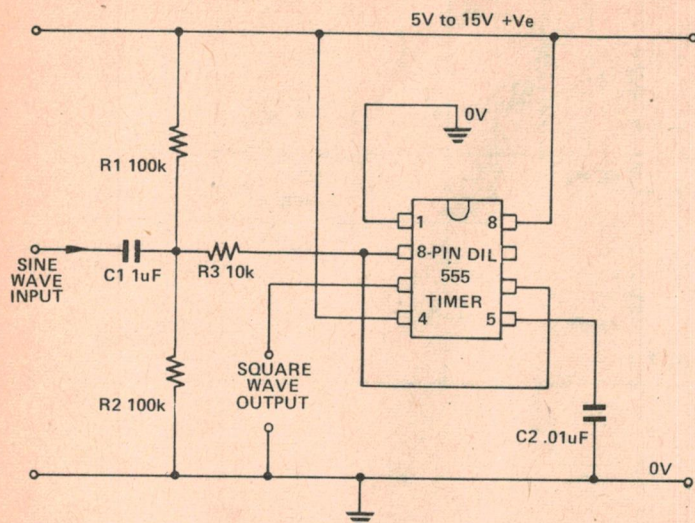 5V to 15V +Ve
0V
R1 100k
1 8
8-PIN DIL
SINE
WAVE
INPUT
C1 1uF
R3 10k
555
TIMER
4 5
SQUARE
WAVE
OUTPUT
R2 100k
C2 .01uF
0V